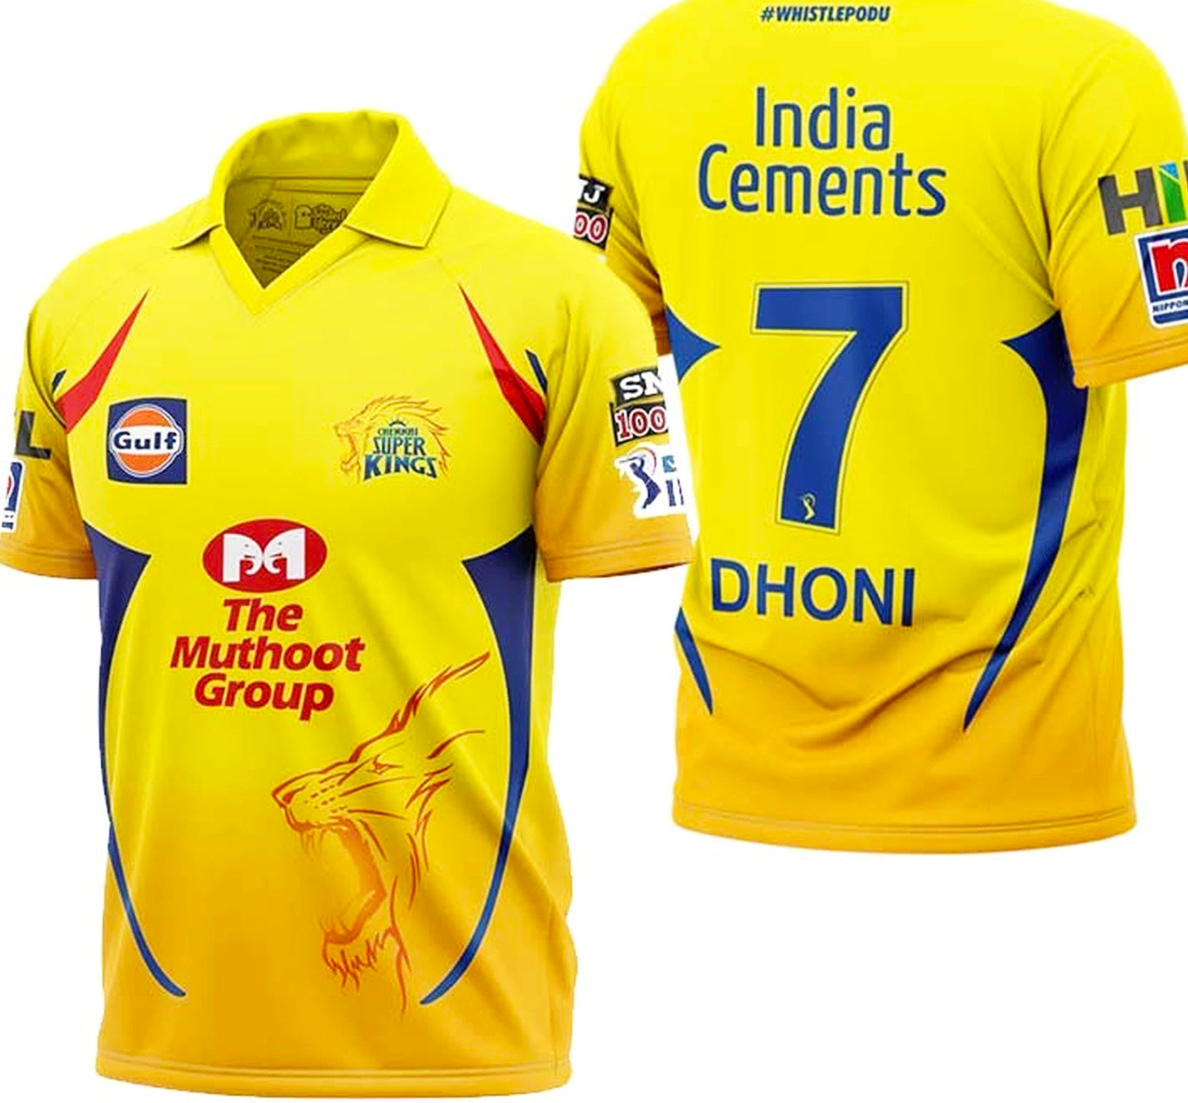 Gulf
CHENNAI
SUPER
KINGS
The
Muthoot
Group
SN
100
L
#WHISTLEPODU
India
Cements
7
DHONI
J
00
HI
n
NIPPON